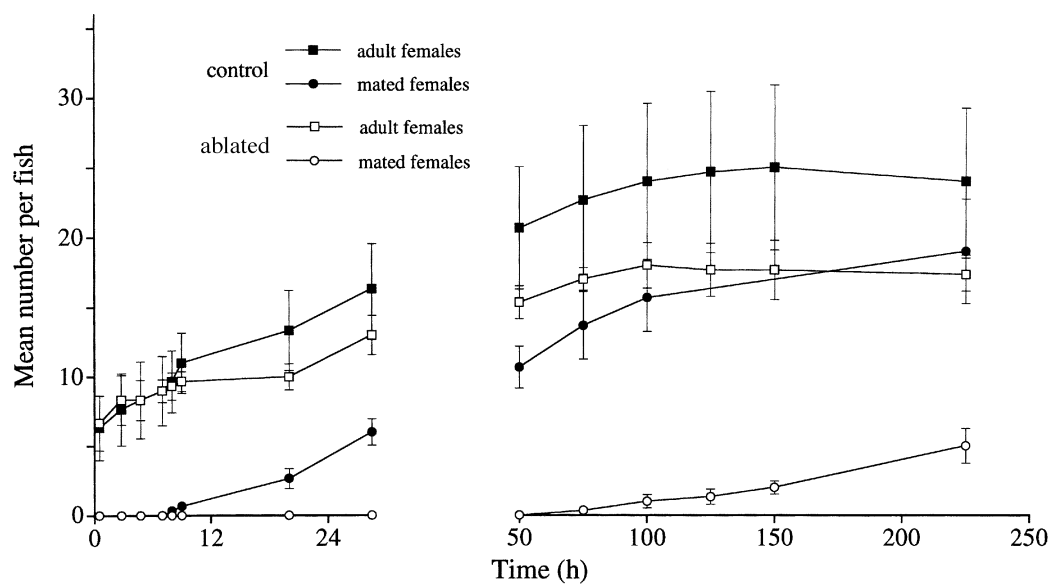 Mean number per fish
30
20
10
0
control
adult females
mated females
ablated
adult females
mated females
0
12
24
50
100
150
200
250
Time (h)